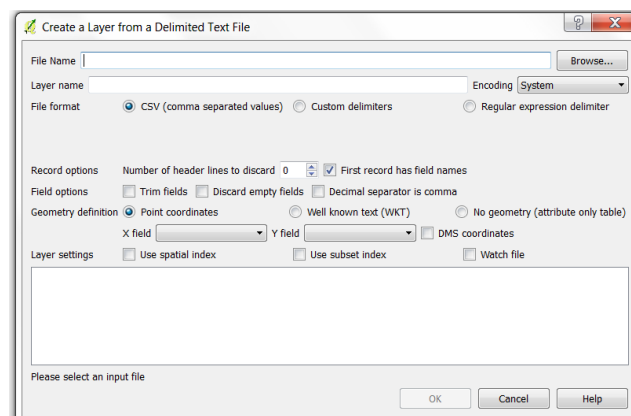 Create a Layer from a Delimited Text File
File Name Browse...
Layer name Encoding System
File format CSV (comma separated values) Custom delimiters Regular expression delimiter
Record options Number of header lines to discard 0 First record has field names
Field options Trim fields Discard empty fields Decimal separator is comma
Geometry definition Point coordinates Well known text (WKT) No geometry (attribute only table)
X field Y field DMS coordinates
Layer settings Use spatial index Use subset index Watch file
Please select an input file
OK Cancel Help